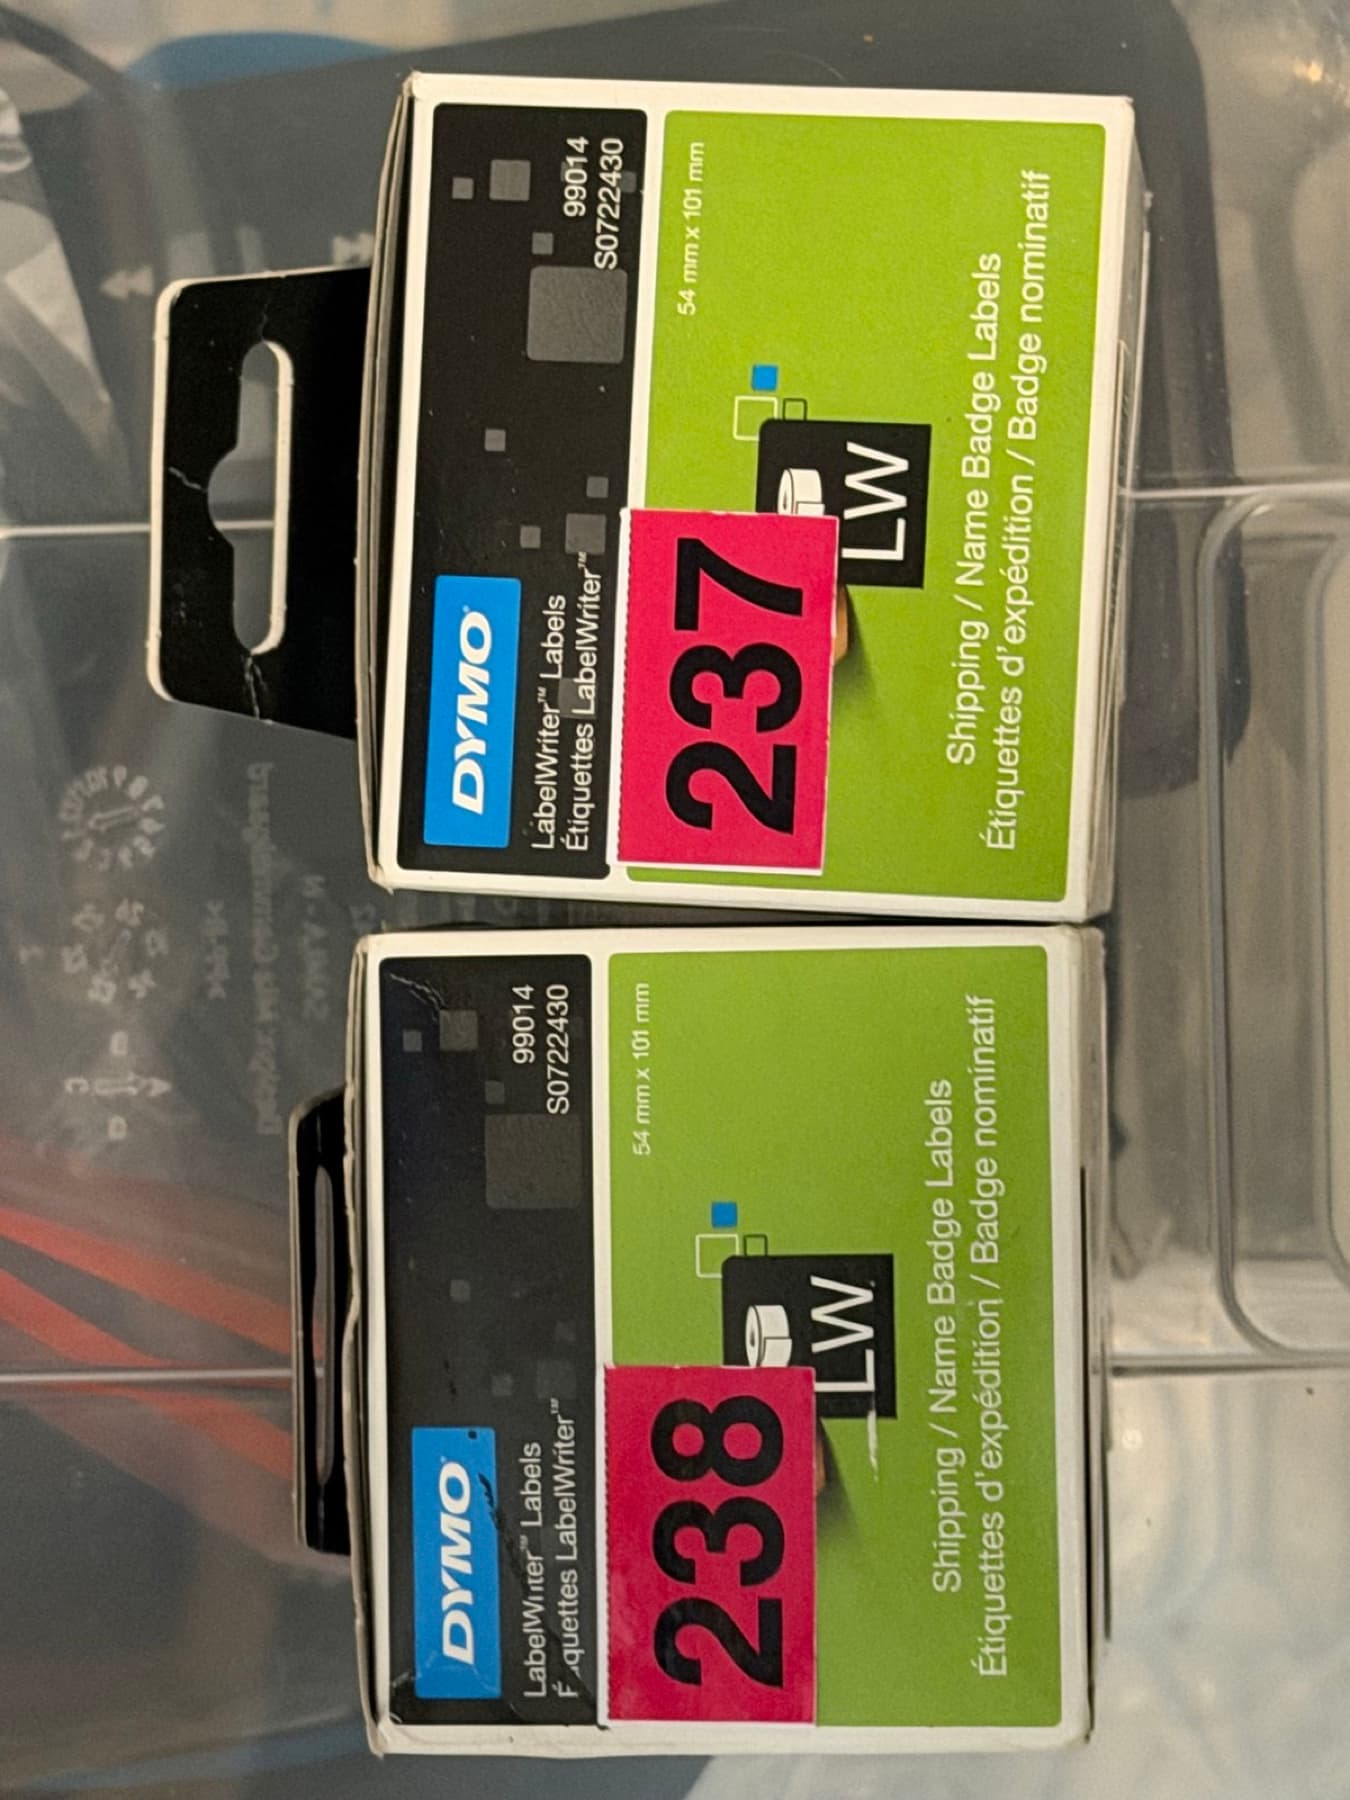 DYMO
LabelWriter™ Labels
Étiquettes LabelWriter™
99014
S0722430
54 mm x 101 mm
238
LW
Shipping / Name Badge Labels
Étiquettes d'expédition / Badge nominatif
DYMO
LabelWriter™ Labels
Étiquettes LabelWriter™
99014
S0722430
54 mm x 101 mm
237
LW
Shipping / Name Badge Labels
Étiquettes d'expédition / Badge nominatif